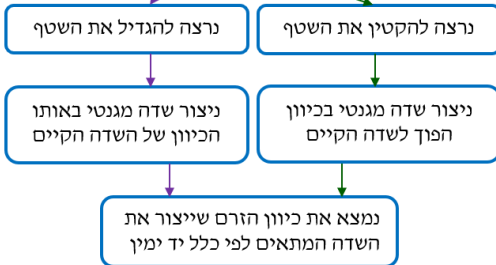 נרצה להקטין את השטף
נרצה להגדיל את השטף
ניצור שדה מגנטי בכיוון
הפוך לשדה הקיים
ניצור שדה מגנטי באותו
הכיוון של השדה הקיים
נמצא את כיוון הזרם שייצור את
השדה המתאים לפי כלל יד ימין